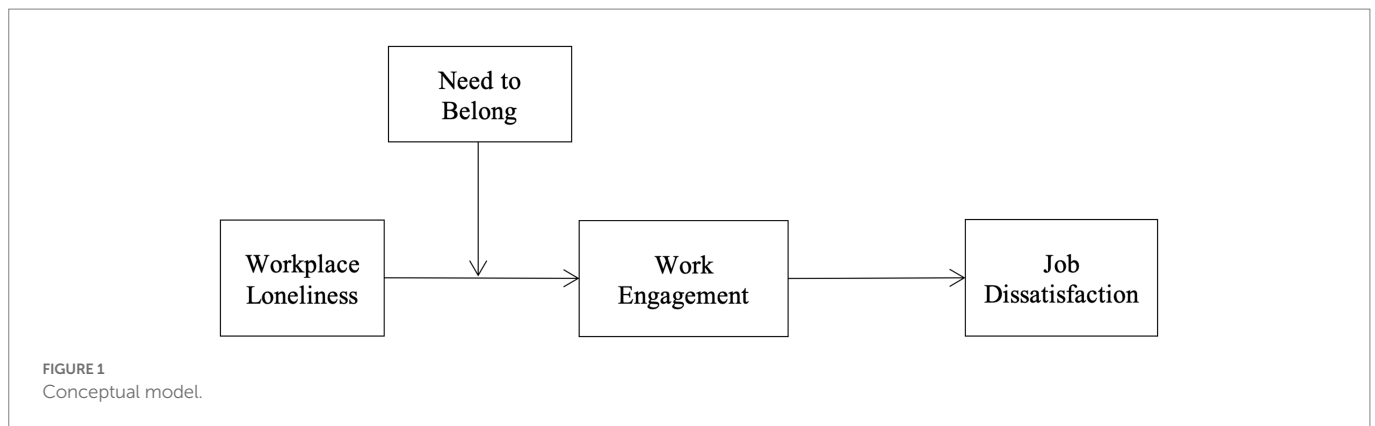 Need to
Belong
Workplace
Loneliness
Work
Engagement
Job
Dissatisfaction
FIGURE 1
Conceptual model.